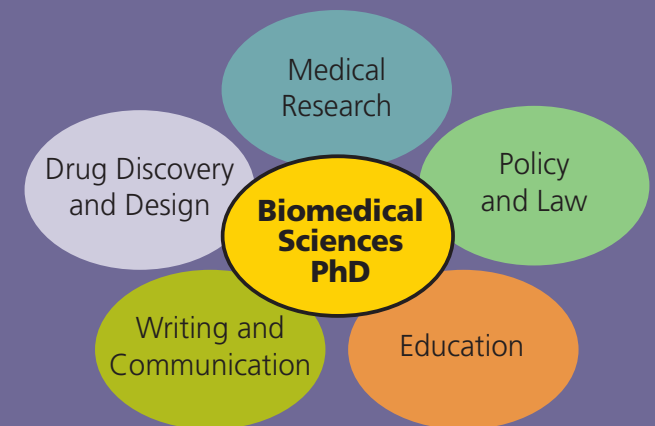 Medical
Research
Drug Discovery
and Design
Policy
and Law
Biomedical
Sciences
PhD
Writing and
Communication
Education